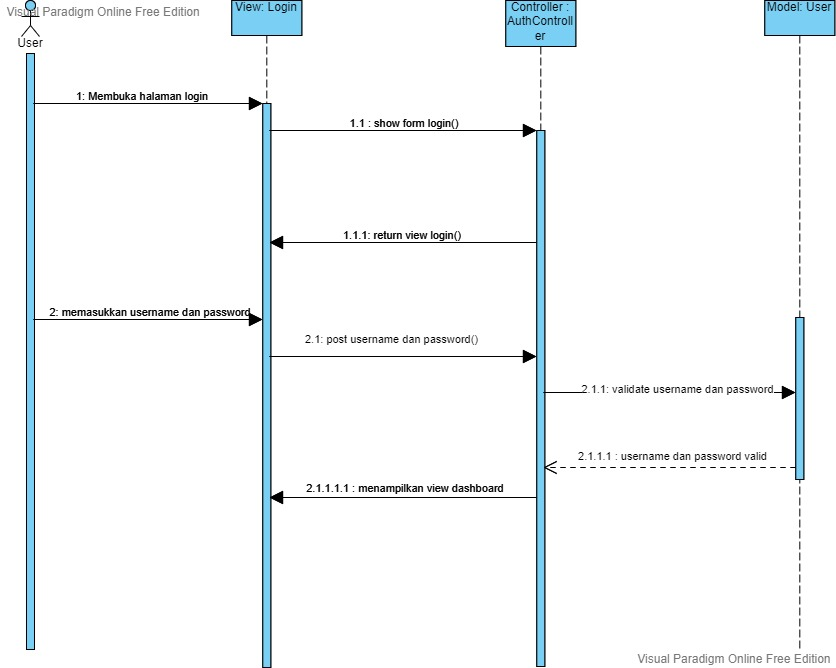 Visual Paradigm Online Free Edition
User
View: Login
Controller :
AuthControll
er
Model: User
1: Membuka halaman login
1.1 : show form login()
1.1.1: return view login()
2: memasukkan username dan password
2.1: post username dan password()
2.1.1: validate username dan password
2.1.1.1 : username dan password valid
2.1.1.1.1 : menampilkan view dashboard
Visual Paradigm Online Free Edition